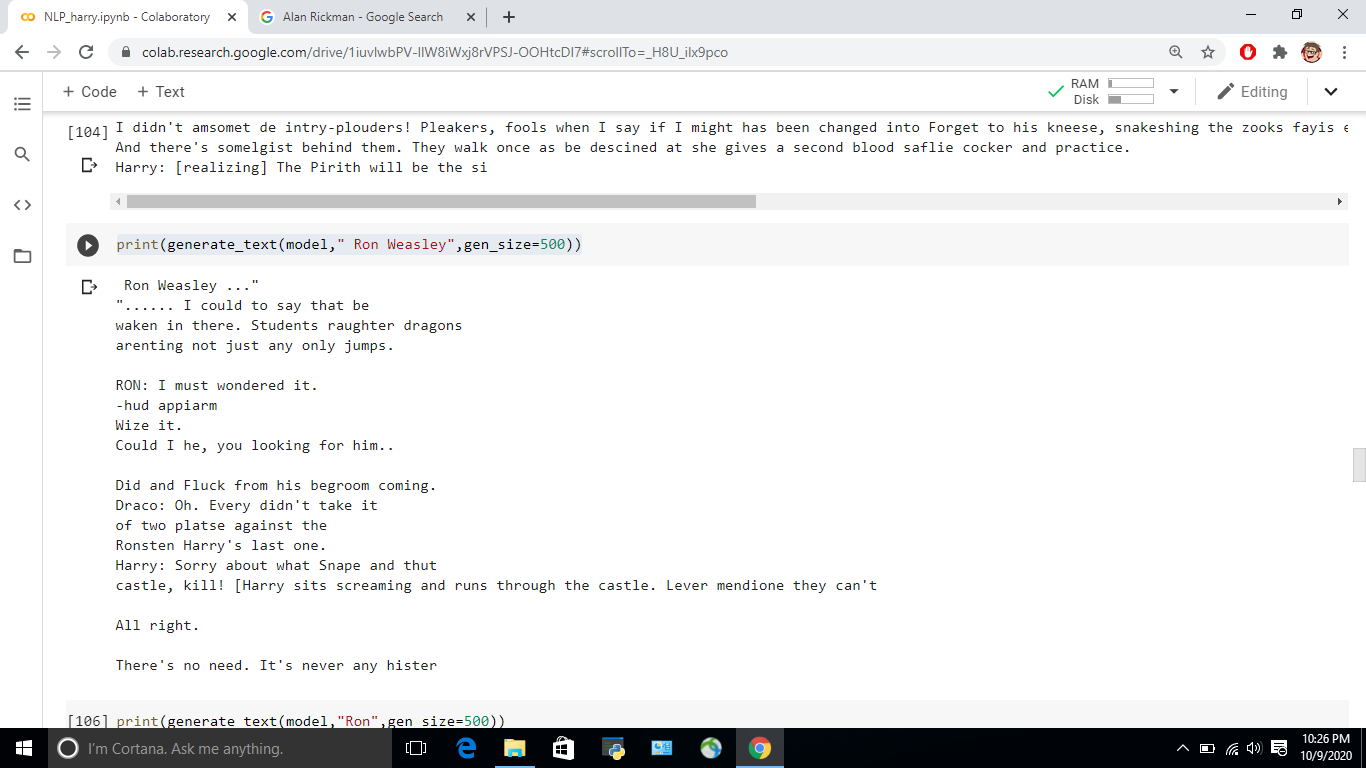 NLP_harry.ipynb - Colaboratory
Alan Rickman - Google Search
colab.research.google.com/drive/1iuvlwbPV-lIW8iWxj8rVPSJ-OOHtcDI7#scrollTo=_H8U_ilx9pco
+ Code + Text
RAM
Disk
Editing
[104] I didn't amsomet de intry-plouders! Pleakers, fools when I say if I might has been changed into Forget to his kneese, snakeshing the zooks fayis e
And there's somelgist behind them. They walk once as be descined at she gives a second blood saflie cocker and practice.
Harry: [realizing] The Pirith will be the si
print(generate_text(model," Ron Weasley",gen_size=500))
Ron Weasley ..."
"...... I could to say that be
waken in there. Students raughter dragons
arenting not just any only jumps.
RON: I must wondered it.
-hud appiarm
Wize it.
Could I he, you looking for him..
Did and Fluck from his begroom coming.
Draco: Oh. Every didn't take it
of two platse against the
Ronsten Harry's last one.
Harry: Sorry about what Snape and thut
castle, kill! [Harry sits screaming and runs through the castle. Lever mendione they can't
All right.
There's no need. It's never any hister
[106] print(generate_text(model,"Ron",gen_size=500))
I'm Cortana. Ask me anything.
10:26 PM
10/9/2020